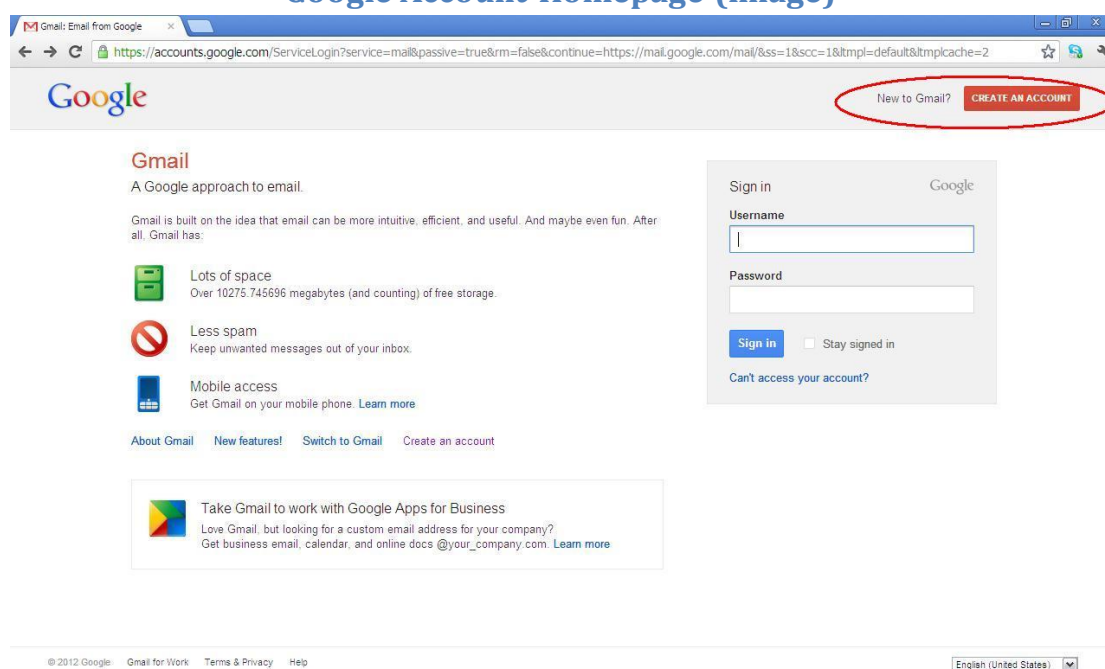 Google Account Homepage (image)
Gmail: Email from Google
https://accounts.google.com/ServiceLogin?service=mail&passive=true&rm=false&continue=https://mail.google.com/mail/&ss=1&scc=1&ltmpl=default&ltmplcache=2
Google
New to Gmail? CREATE AN ACCOUNT
Gmail
A Google approach to email.
Gmail is built on the idea that email can be more intuitive, efficient, and useful. And maybe even fun. After
all, Gmail has:
Lots of space
Over 10275.745696 megabytes (and counting) of free storage.
Less spam
Keep unwanted messages out of your inbox.
Mobile access
Get Gmail on your mobile phone. Learn more
About Gmail New features! Switch to Gmail Create an account
Take Gmail to work with Google Apps for Business
Love Gmail, but looking for a custom email address for your company?
Get business email, calendar, and online docs @your_company.com. Learn more
Sign in Google
Username
Password
Sign in Stay signed in
Can't access your account?
© 2012 Google Gmail for Work Terms & Privacy Help
English (United States)